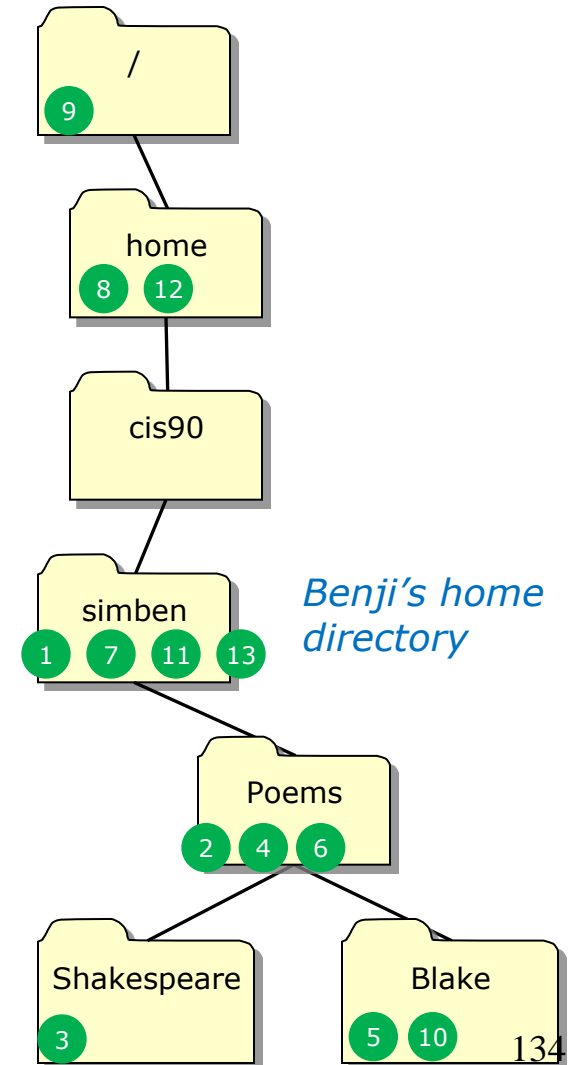 /
9
home
8 12
cis90
simben
1 7 11 13
Benji's home
directory
Poems
2 4 6
Shakespeare
3
Blake
5 10
134